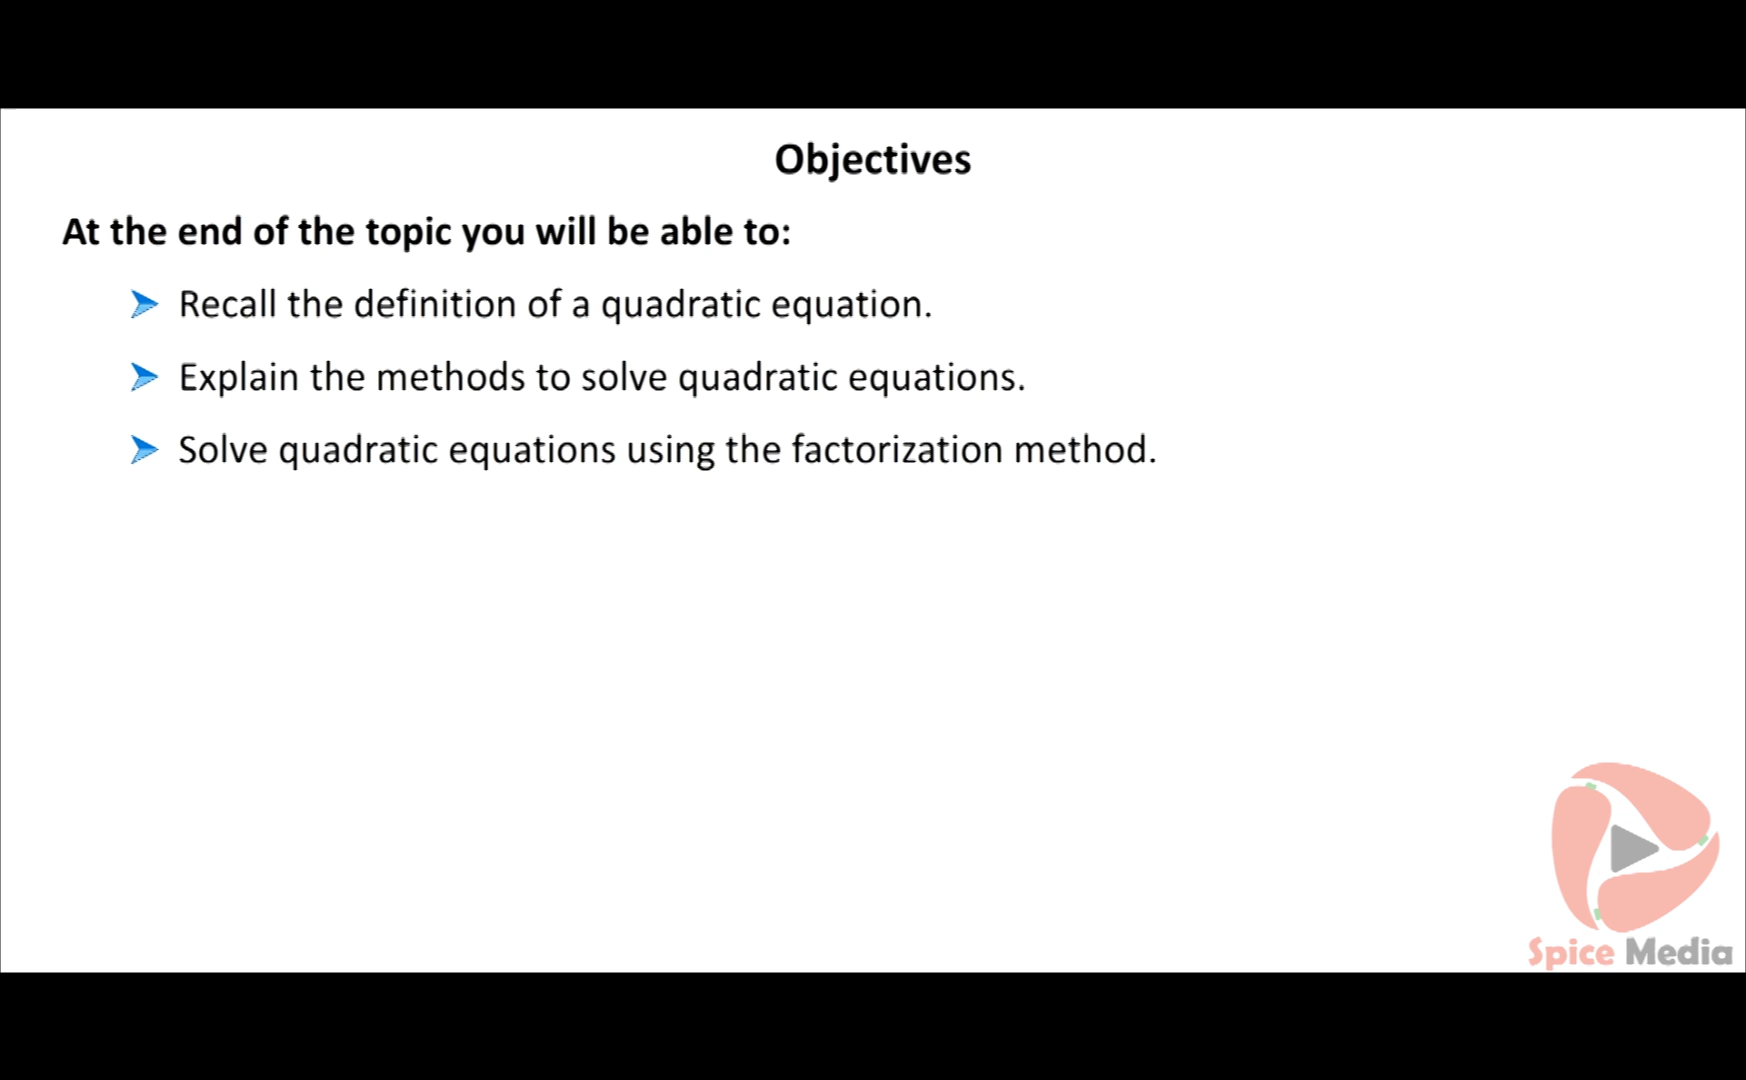 Objectives
At the end of the topic you will be able to:
Recall the definition of a quadratic equation.
Explain the methods to solve quadratic equations.
Solve quadratic equations using the factorization method.
Spice Media